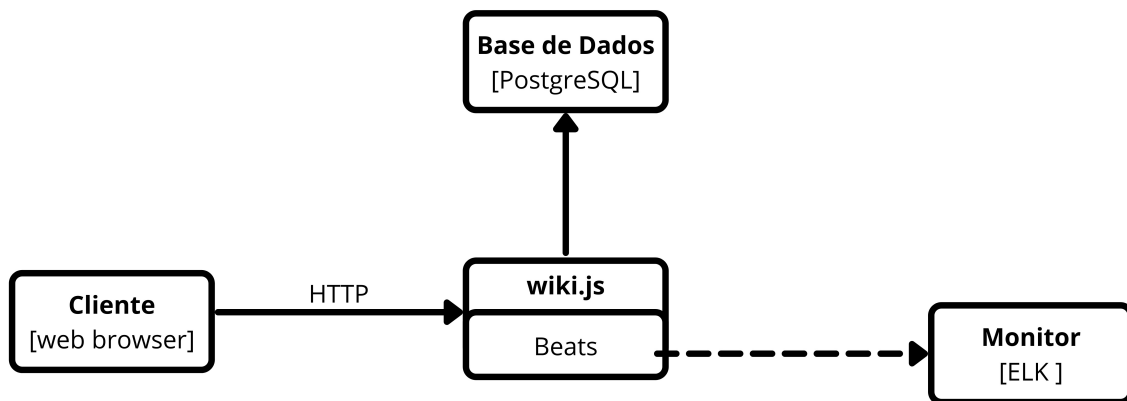 Base de Dados
[PostgreSQL]
wiki.js
HTTP
Cliente
[web browser]
Beats
Monitor
[ELK ]